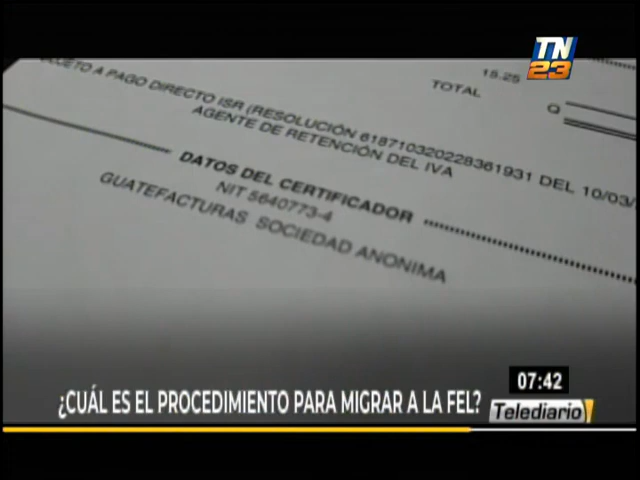 TN
23
15.25
TOTAL
Q
SUJETO A PAGO DIRECTO ISR (RESOLUCIÓN 618710320228361931 DEL 10/03/
AGENTE DE RETENCIÓN DEL IVA
DATOS DEL CERTIFICADOR
NIT 5640773-4
GUATEFACTURAS SOCIEDAD ANONIMA
07:42
¿CUÁL ES EL PROCEDIMIENTO PARA MIGRAR A LA FEL?
Telediario